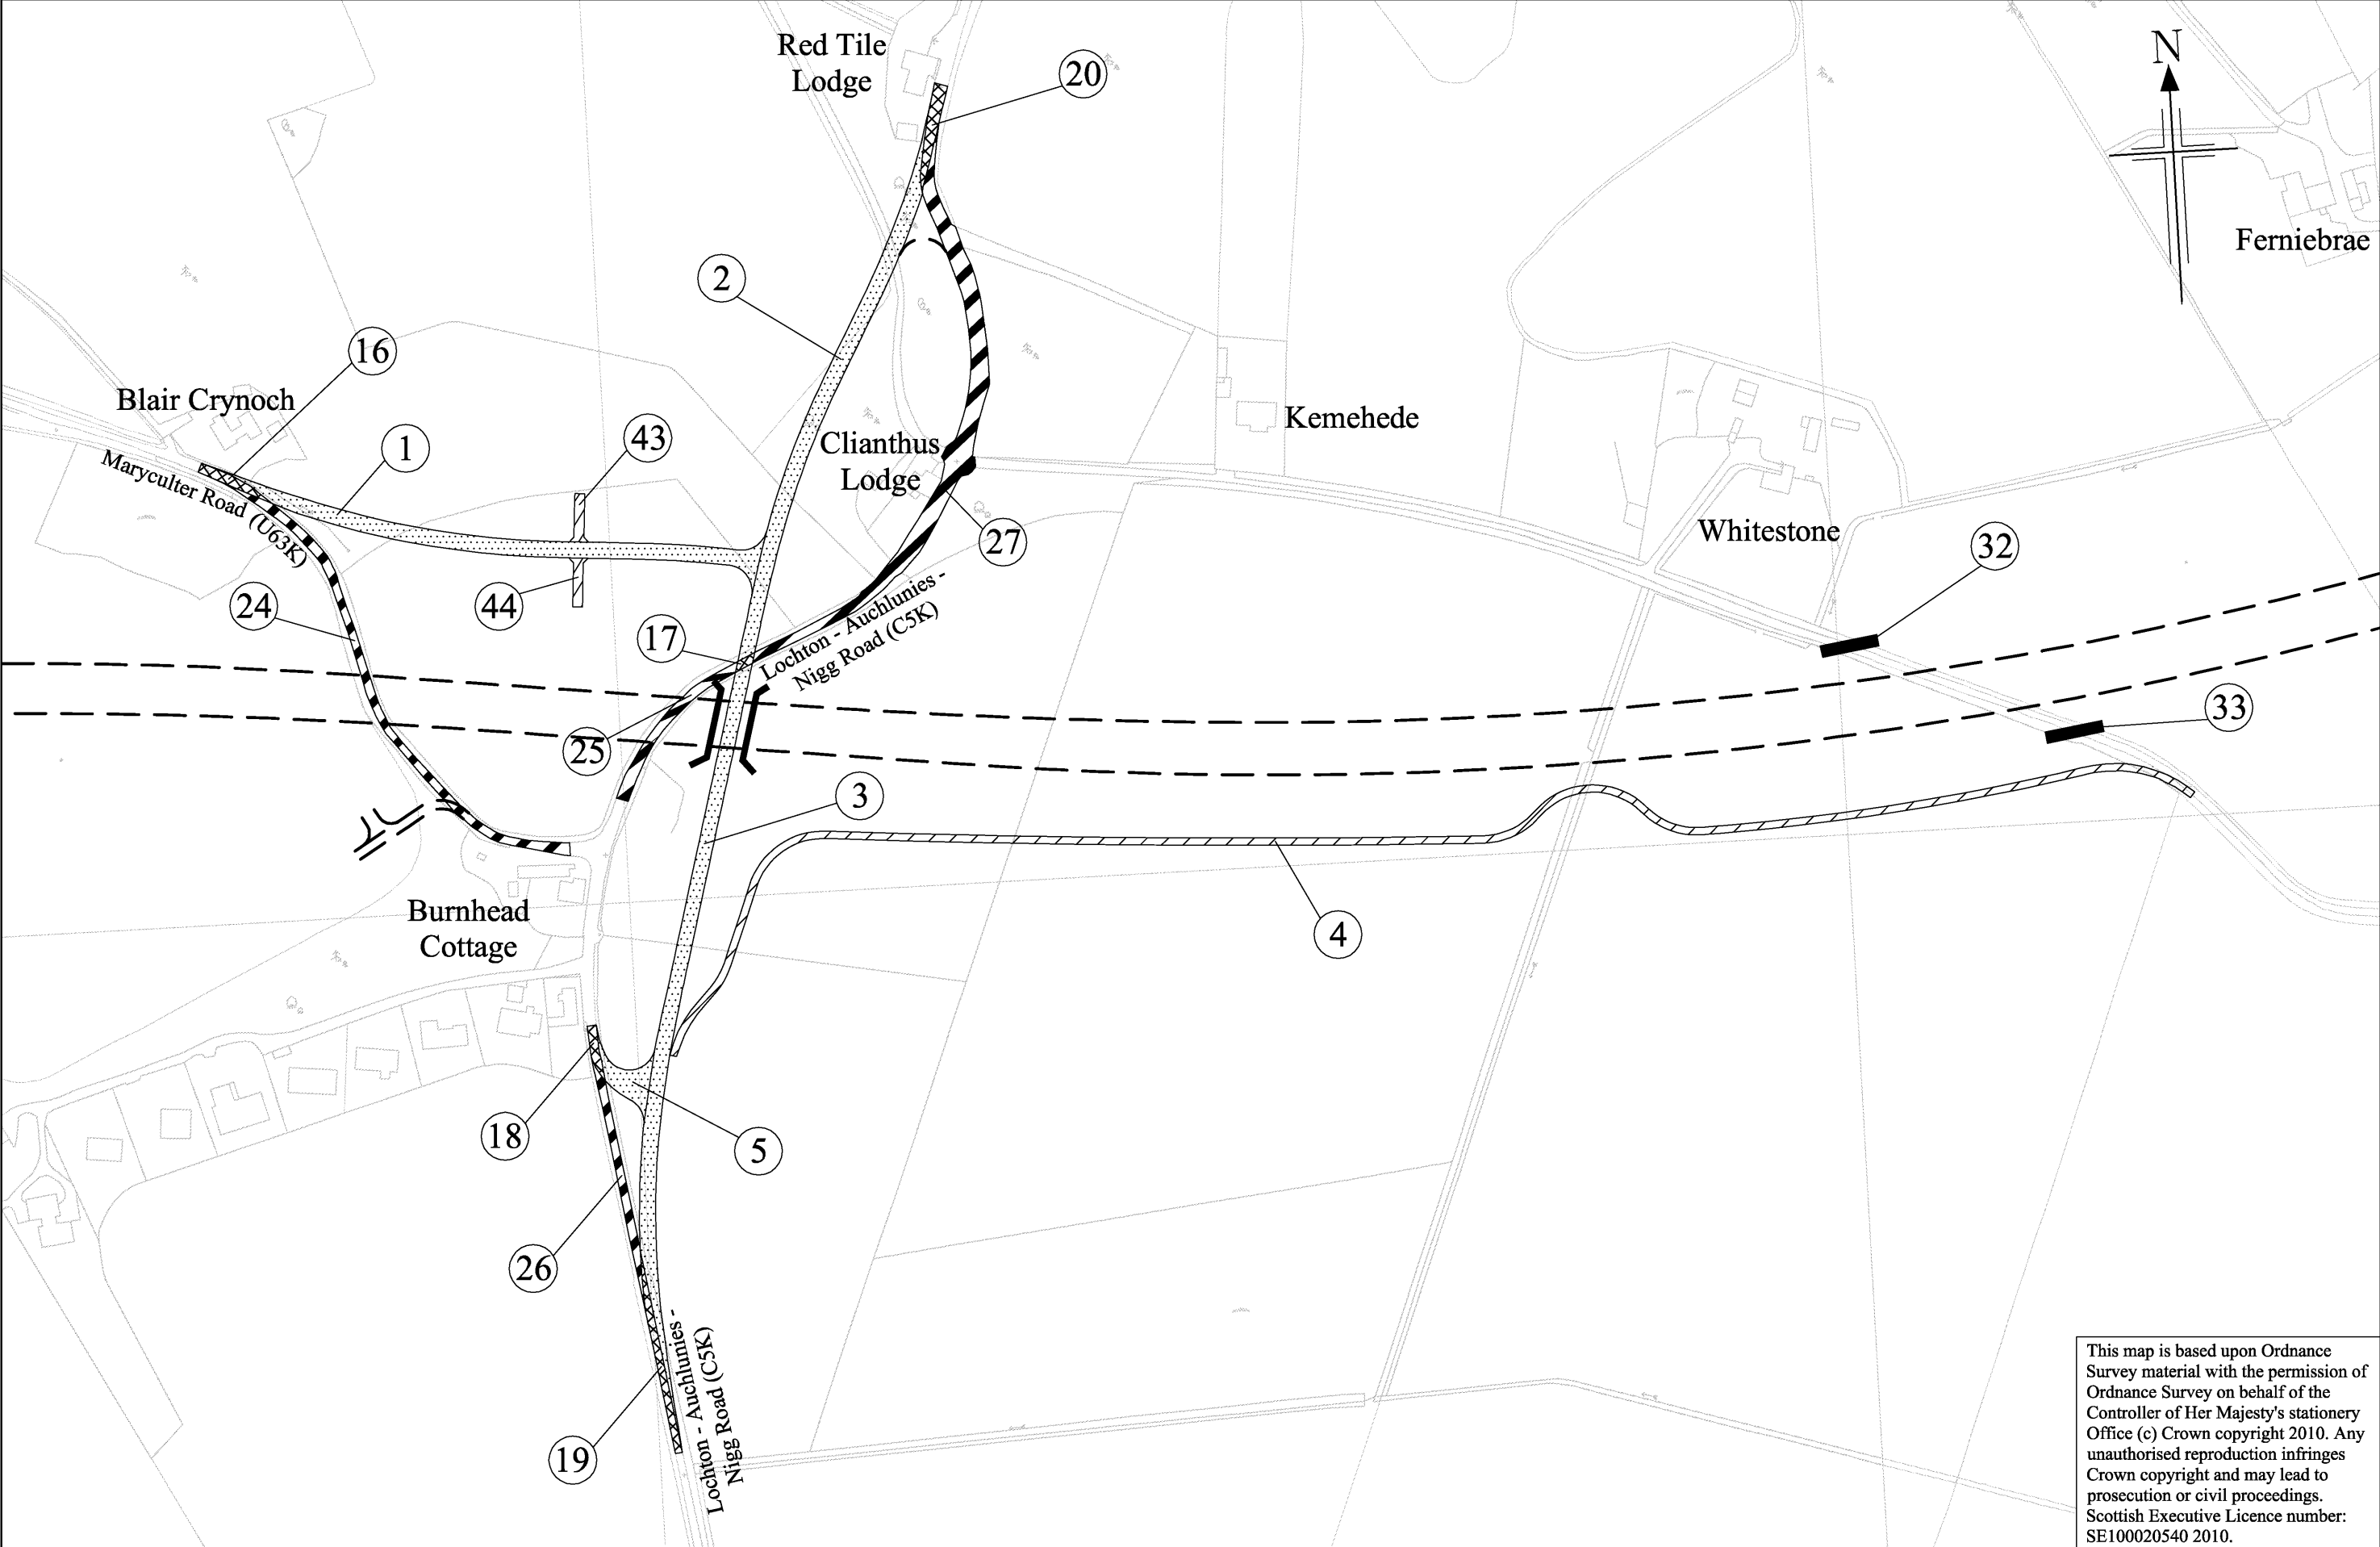 Red Tile
Lodge
20
N
Ferniebrae
2
16
Blair Crynoch
1
43
Clianthus
Lodge
Kemehede
Maryculter Road (U63K)
27
Whitestone
32
24
44
17
Lochton - Auchlunies -
Nigg Road (C5K)
25
33
3
4
Burnhead
Cottage
18
5
26
19
Lochton - Auchlunies -
Nigg Road (C5K)
This map is based upon Ordnance
Survey material with the permission of
Ordnance Survey on behalf of the
Controller of Her Majesty's stationery
Office (c) Crown copyright 2010. Any
unauthorised reproduction infringes
Crown copyright and may lead to
prosecution or civil proceedings.
Scottish Executive Licence number:
SE100020540 2010.